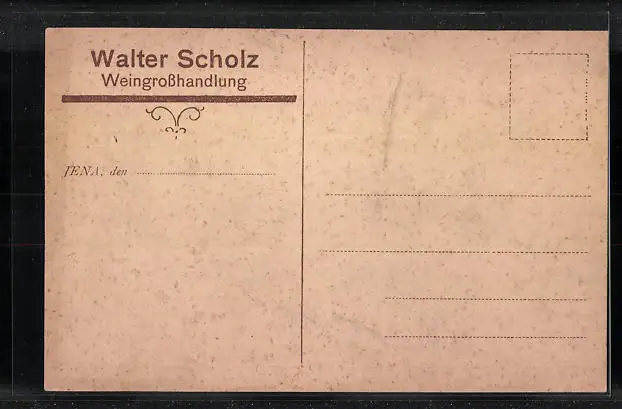 Walter Scholz
Weingroßhandlung
JENA, den